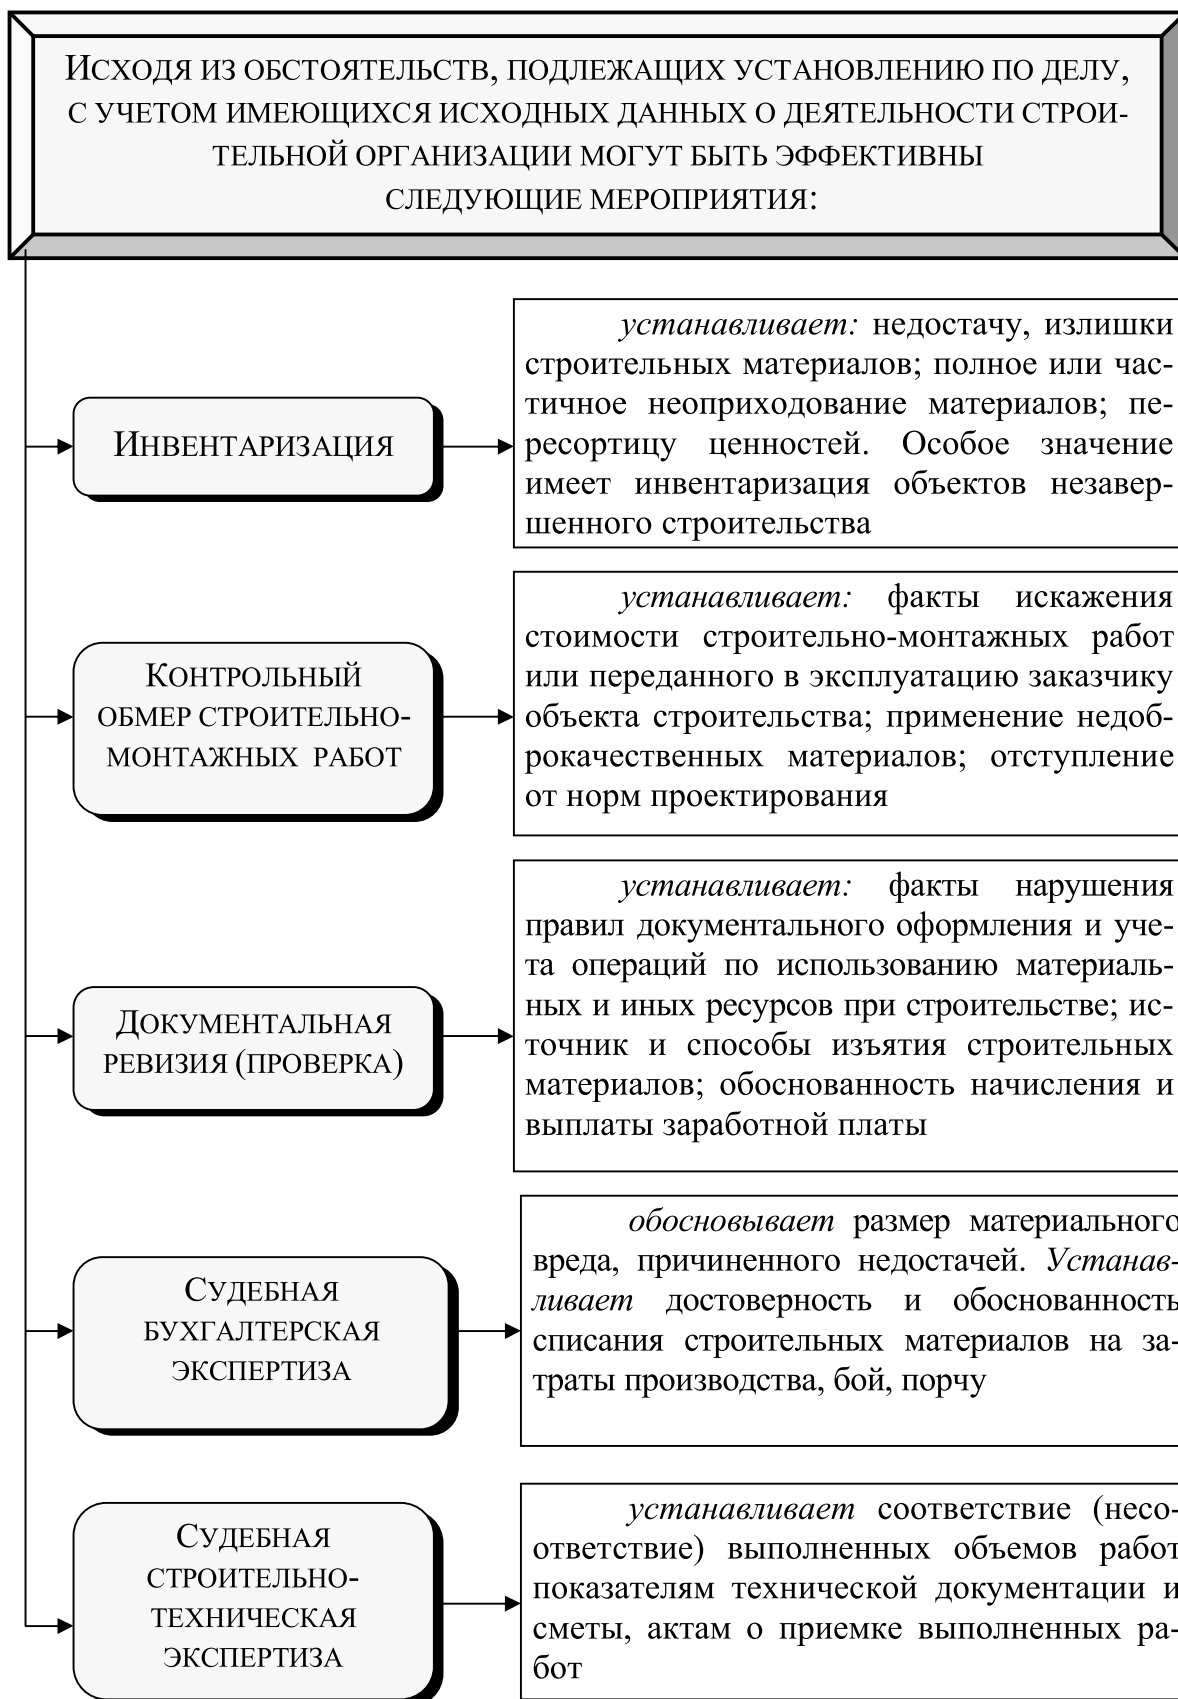 ИСХОДЯ ИЗ ОБСТОЯТЕЛЬСТВ, ПОДЛЕЖАЩИХ УСТАНОВЛЕНИЮ ПО ДЕЛУ,
С УЧЕТОМ ИМЕЮЩИХСЯ ИСХОДНЫХ ДАННЫХ О ДЕЯТЕЛЬНОСТИ СТРОИ-
ТЕЛЬНОЙ ОРГАНИЗАЦИИ МОГУТ БЫТЬ ЭФФЕКТИВНЫ
СЛЕДУЮЩИЕ МЕРОПРИЯТИЯ:
ИНВЕНТАРИЗАЦИЯ
устанавливает: недостачу, излишки
строительных материалов; полное или час-
тичное неоприходование материалов; пе-
ресортицу ценностей. Особое значение
имеет инвентаризация объектов незавер-
шенного строительства
КОНТРОЛЬНЫЙ
ОБМЕР СТРОИТЕЛЬНО-
МОНТАЖНЫХ РАБОТ
устанавливает: факты искажения
стоимости строительно-монтажных работ
или переданного в эксплуатацию заказчику
объекта строительства; применение недоб-
рокачественных материалов; отступление
от норм проектирования
ДОКУМЕНТАЛЬНАЯ
РЕВИЗИЯ (ПРОВЕРКА)
устанавливает: факты нарушения
правил документального оформления и уче-
та операций по использованию материаль-
ных и иных ресурсов при строительстве; ис-
точник и способы изъятия строительных
материалов; обоснованность начисления и
выплаты заработной платы
СУДЕБНАЯ
БУХГАЛТЕРСКАЯ
ЭКСПЕРТИЗА
обосновывает размер материального
вреда, причиненного недостачей. Устанав-
ливает достоверность и обоснованность
списания строительных материалов на за-
траты производства, бой, порчу
СУДЕБНАЯ
СТРОИТЕЛЬНО-
ТЕХНИЧЕСКАЯ
ЭКСПЕРТИЗА
устанавливает соответствие (несо-
ответствие) выполненных объемов работ
показателям технической документации и
сметы, актам о приемке выполненных ра-
бот